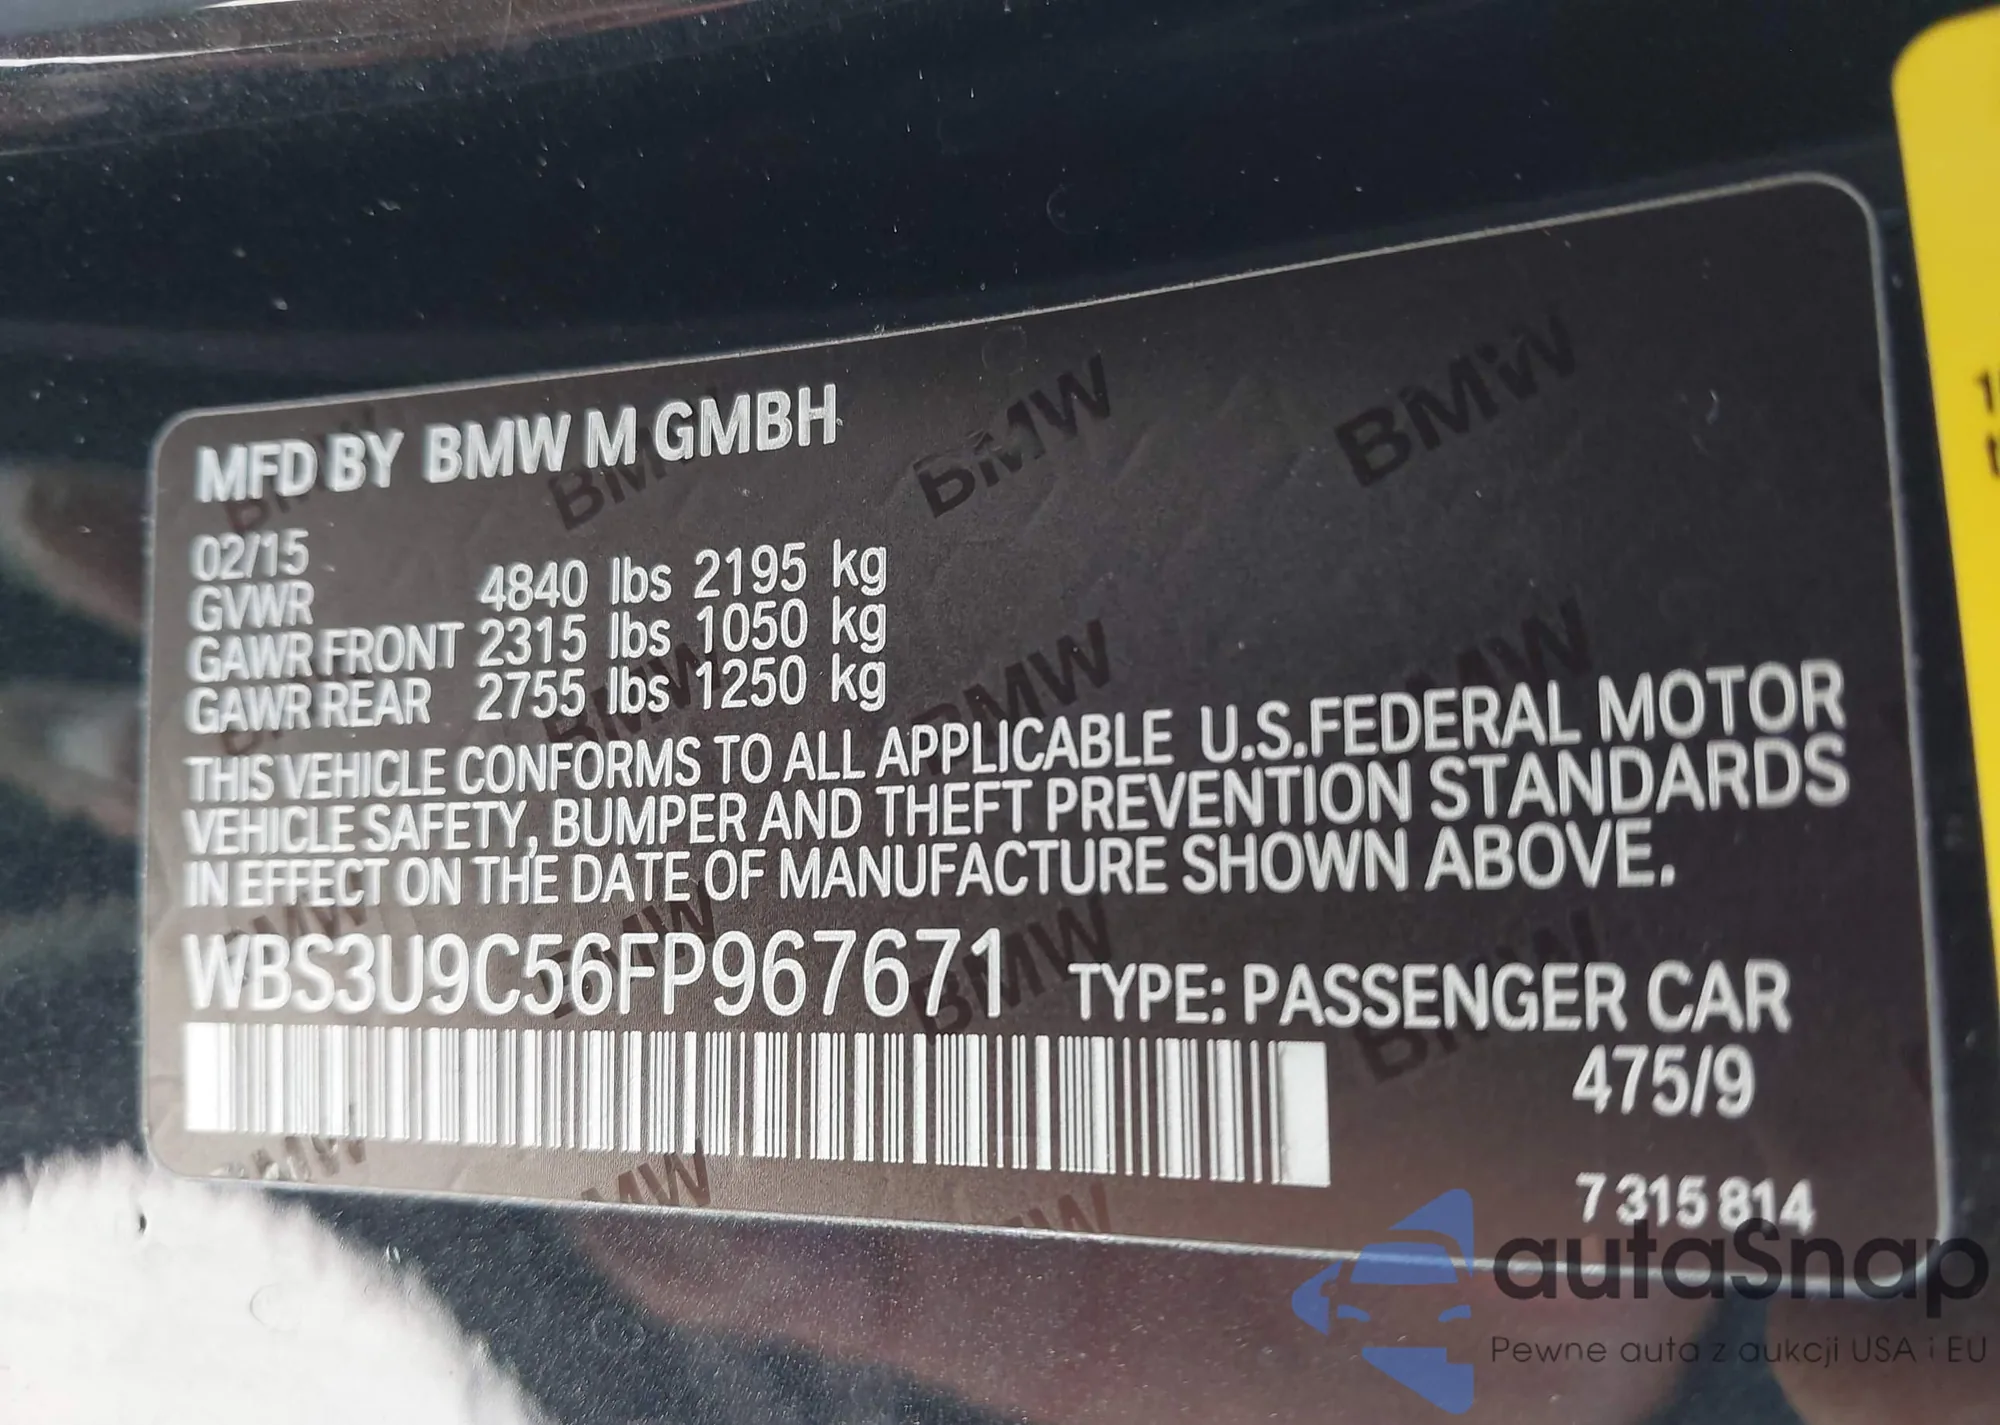 MFD BY BMW M GMBH
02/15
GVWR 4840 lbs 2195 kg
GAWR FRONT 2315 lbs 1050 kg
GAWR REAR 2755 lbs 1250 kg
THIS VEHICLE CONFORMS TO ALL APPLICABLE U.S.FEDERAL MOTOR
VEHICLE SAFETY, BUMPER AND THEFT PREVENTION STANDARDS
IN EFFECT ON THE DATE OF MANUFACTURE SHOWN ABOVE.
WBS3U9C56FP967671 TYPE: PASSENGER CAR
475/9
7 315 814
autaSnap
Pewne auta z aukcji USA i EU